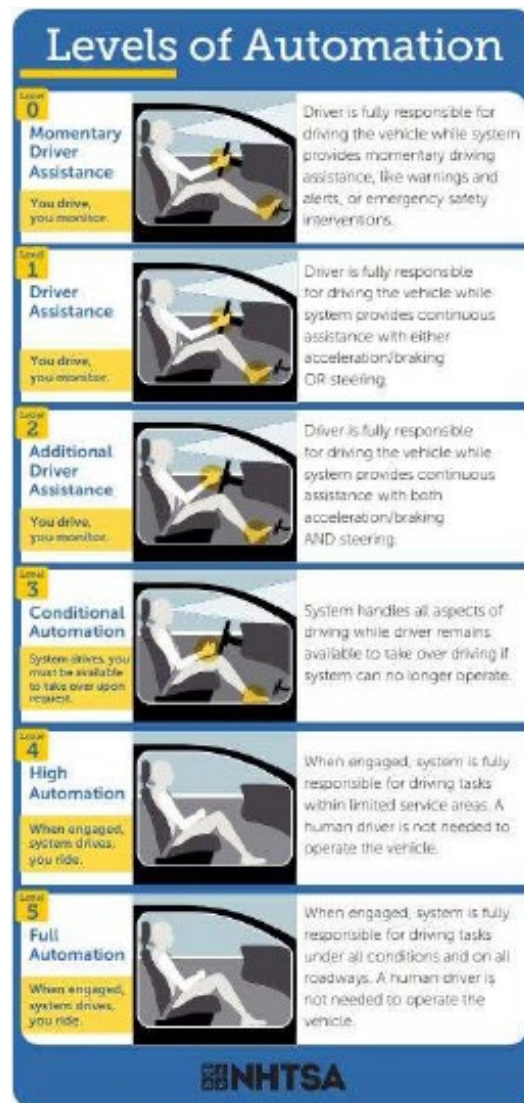 Levels of Automation
Level
0
Momentary
Driver
Assistance
You drive,
you monitor.
Driver is fully responsible for
driving the vehicle while system
provides momentary driving
assistance, like warnings and
alerts, or emergency safety
interventions.
Level
1
Driver
Assistance
You drive,
you monitor.
Driver is fully responsible
for driving the vehicle while
system provides continuous
assistance with either
acceleration/braking
OR steering.
Level
2
Additional
Driver
Assistance
You drive,
you monitor.
Driver is fully responsible
for driving the vehicle while
system provides continuous
assistance with both
acceleration/braking
AND steering.
Level
3
Conditional
Automation
System drives, you
must be available
to take over upon
request.
System handles all aspects of
driving while driver remains
available to take over driving if
system can no longer operate.
Level
4
High
Automation
When engaged,
system drives,
you ride.
When engaged, system is fully
responsible for driving tasks
within limited service areas. A
human driver is not needed to
operate the vehicle.
Level
5
Full
Automation
When engaged,
system drives,
you ride.
When engaged, system is fully
responsible for driving tasks
under all conditions and on all
roadways. A human driver is
not needed to operate the
vehicle.
NHTSA